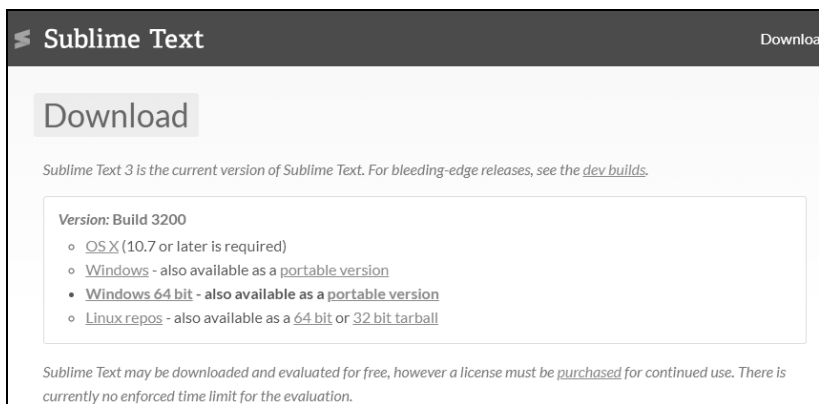 Sublime Text
Download
Sublime Text 3 is the current version of Sublime Text. For bleeding-edge releases, see the dev builds.
Version: Build 3200
OS X (10.7 or later is required)
Windows - also available as a portable version
Windows 64 bit - also available as a portable version
Linux repos - also available as a 64 bit or 32 bit tarball
Sublime Text may be downloaded and evaluated for free, however a license must be purchased for continued use. There is
currently no enforced time limit for the evaluation.